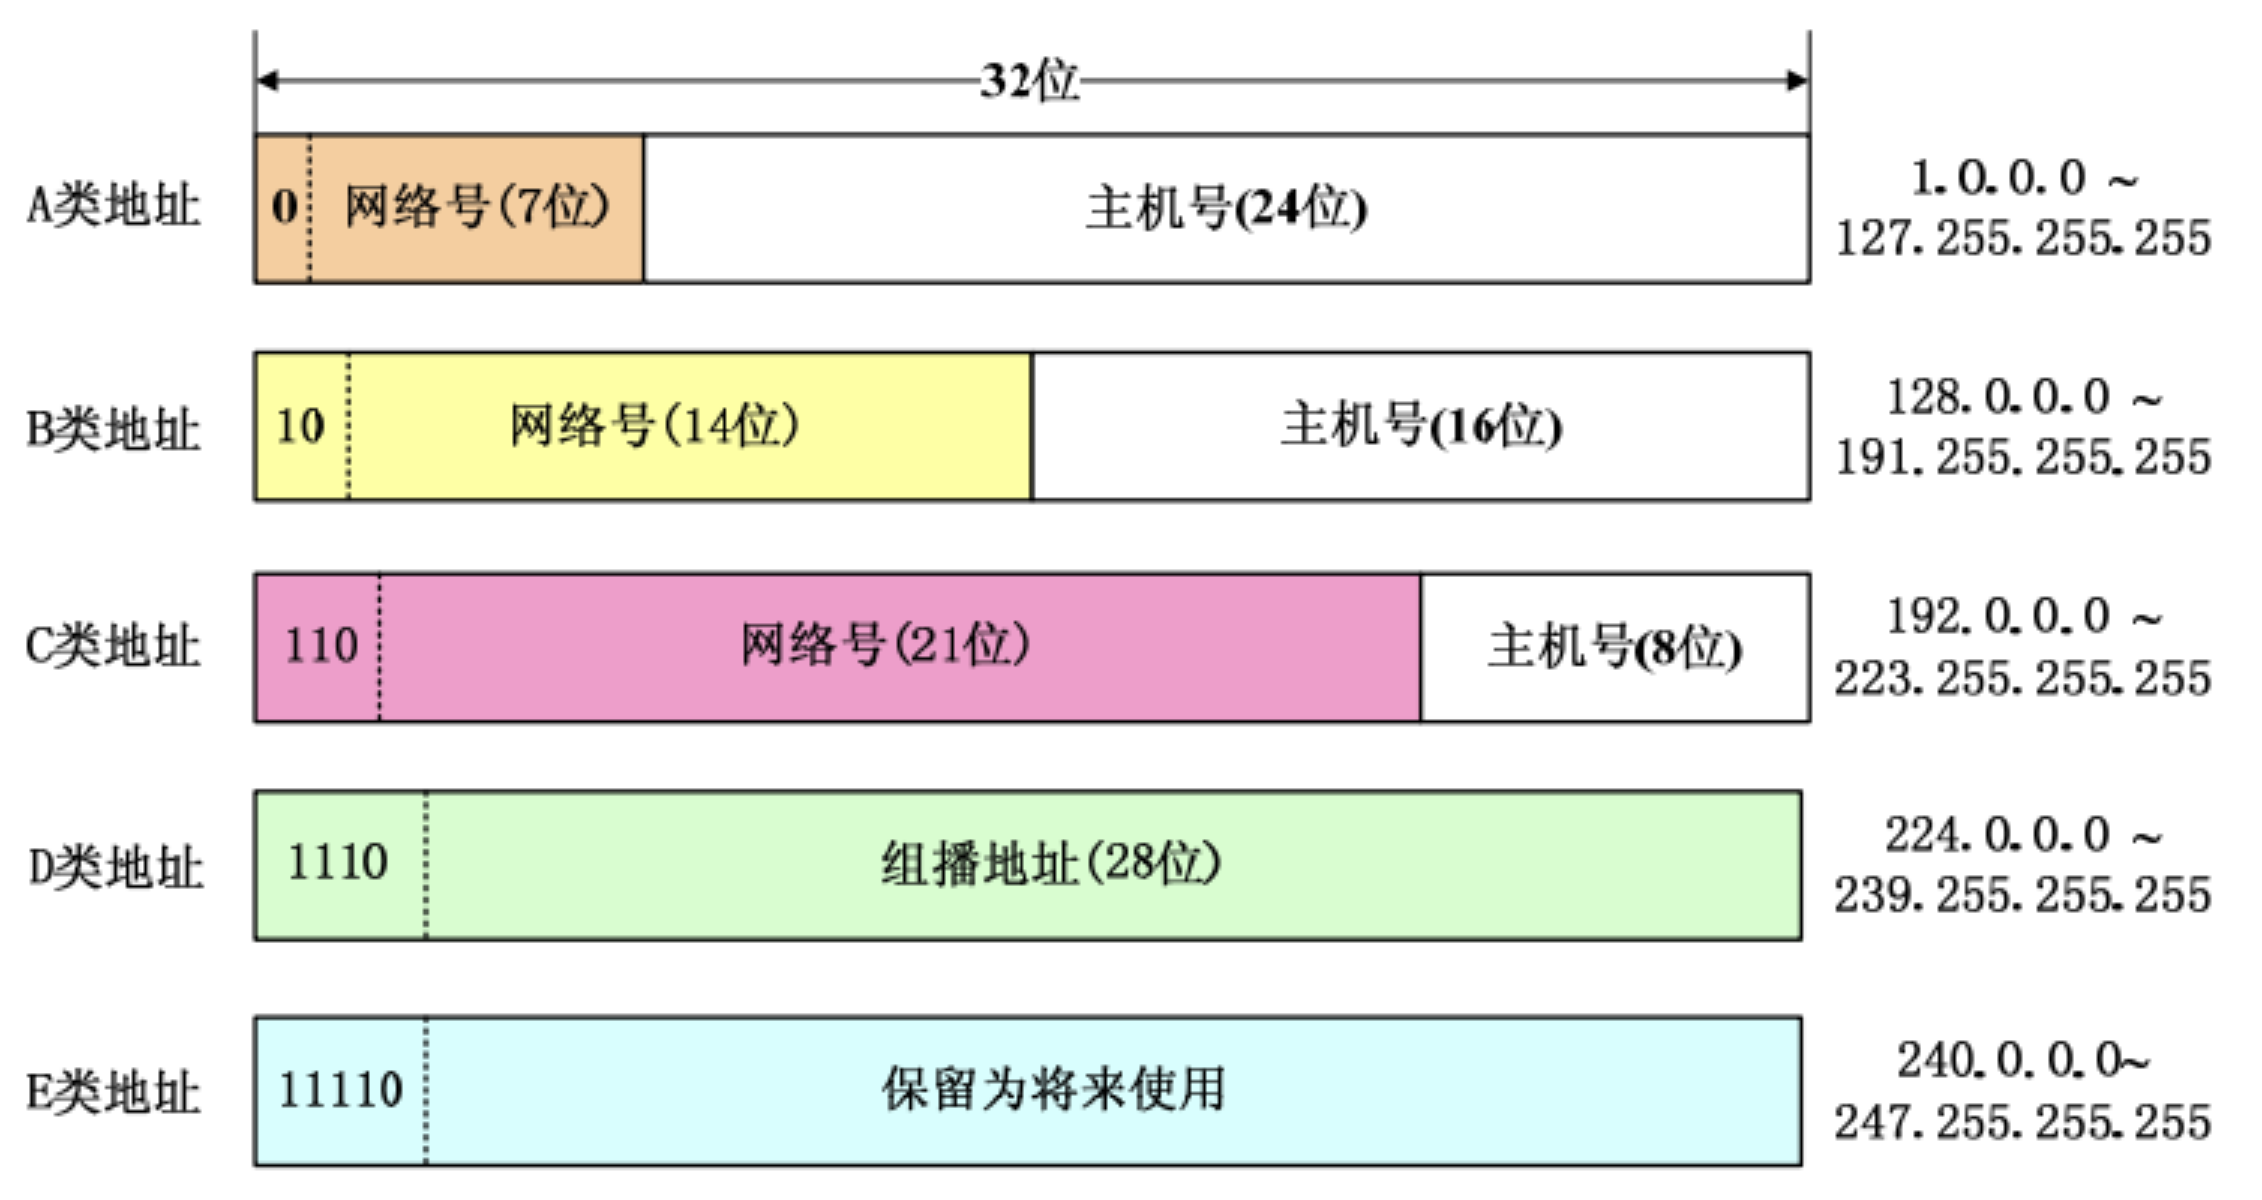 32位
A类地址
0
网络号(7位)
主机号(24位)
1.0.0.0 ~
127.255.255.255
B类地址
10
网络号(14位)
主机号(16位)
128.0.0.0 ~
191.255.255.255
C类地址
110
网络号(21位)
主机号(8位)
192.0.0.0 ~
223.255.255.255
D类地址
1110
组播地址(28位)
224.0.0.0 ~
239.255.255.255
E类地址
11110
保留为将来使用
240.0.0.0~
247.255.255.255